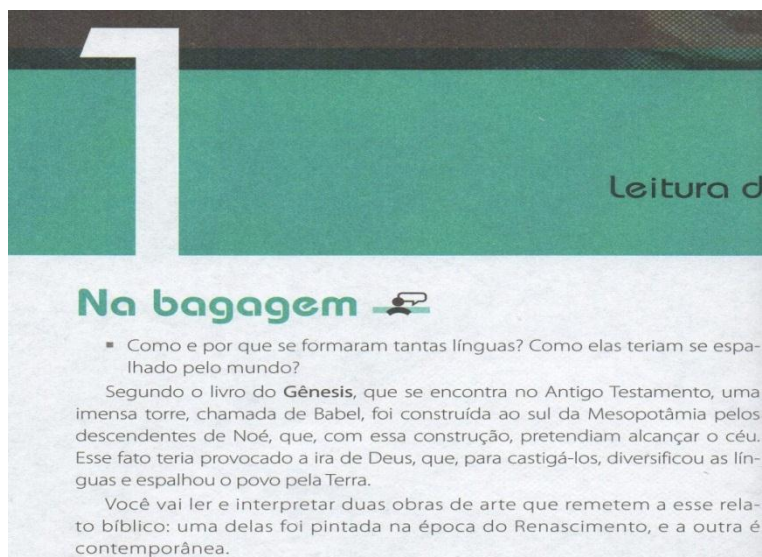 1
Leitura d
Na bagagem
Como e por que se formaram tantas línguas? Como elas teriam se espa-
lhado pelo mundo?
Segundo o livro do Gênesis, que se encontra no Antigo Testamento, uma
imensa torre, chamada de Babel, foi construída ao sul da Mesopotâmia pelos
descendentes de Noé, que, com essa construção, pretendiam alcançar o céu.
Esse fato teria provocado a ira de Deus, que, para castigá-los, diversificou as lín-
guas e espalhou o povo pela Terra.
Você vai ler e interpretar duas obras de arte que remetem a esse rela-
to bíblico: uma delas foi pintada na época do Renascimento, e a outra é
contemporânea.